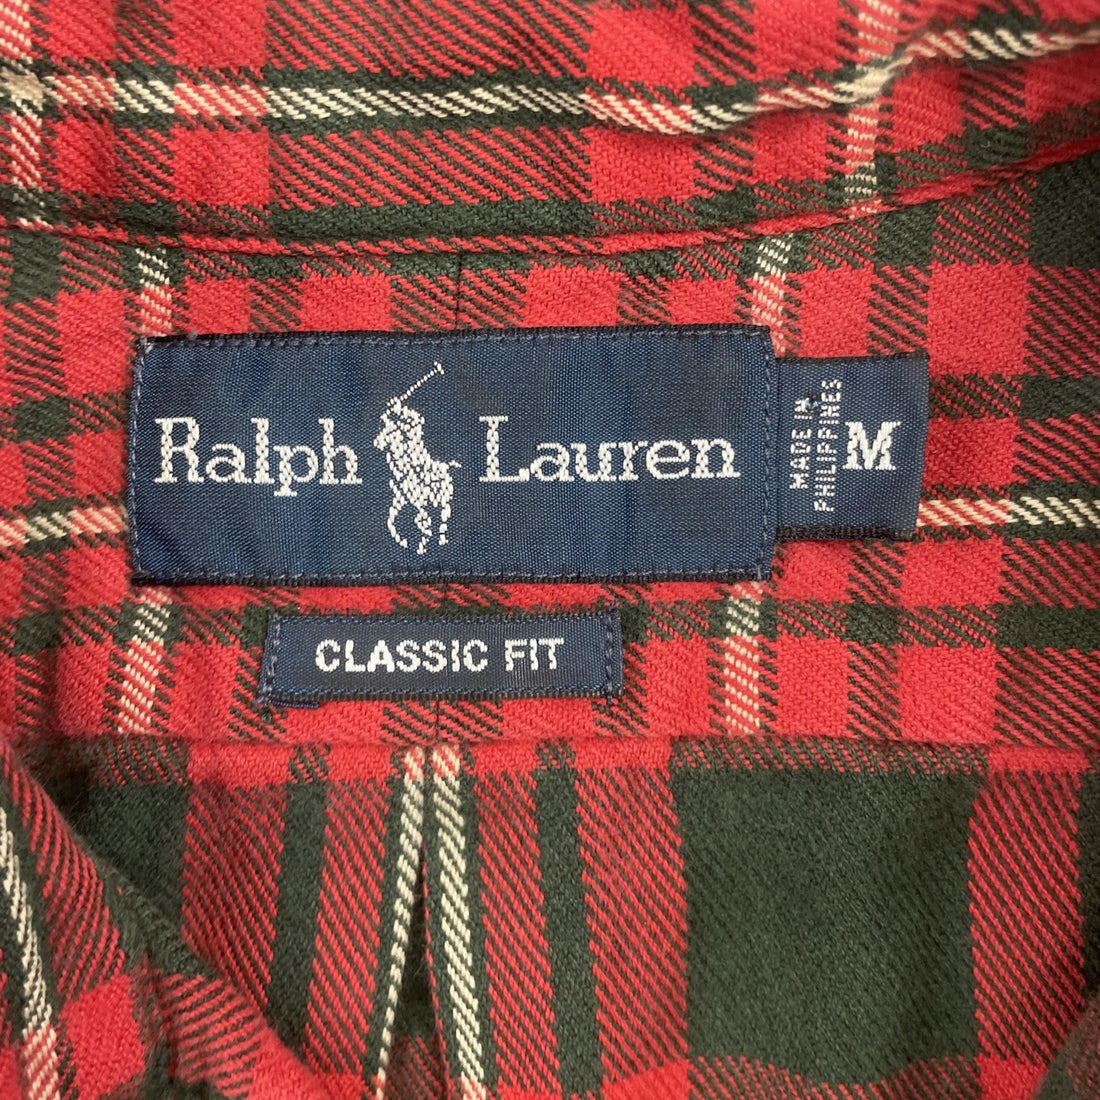 Ralph Lauren
MADE IN
PHILIPPINES
M
CLASSIC FIT